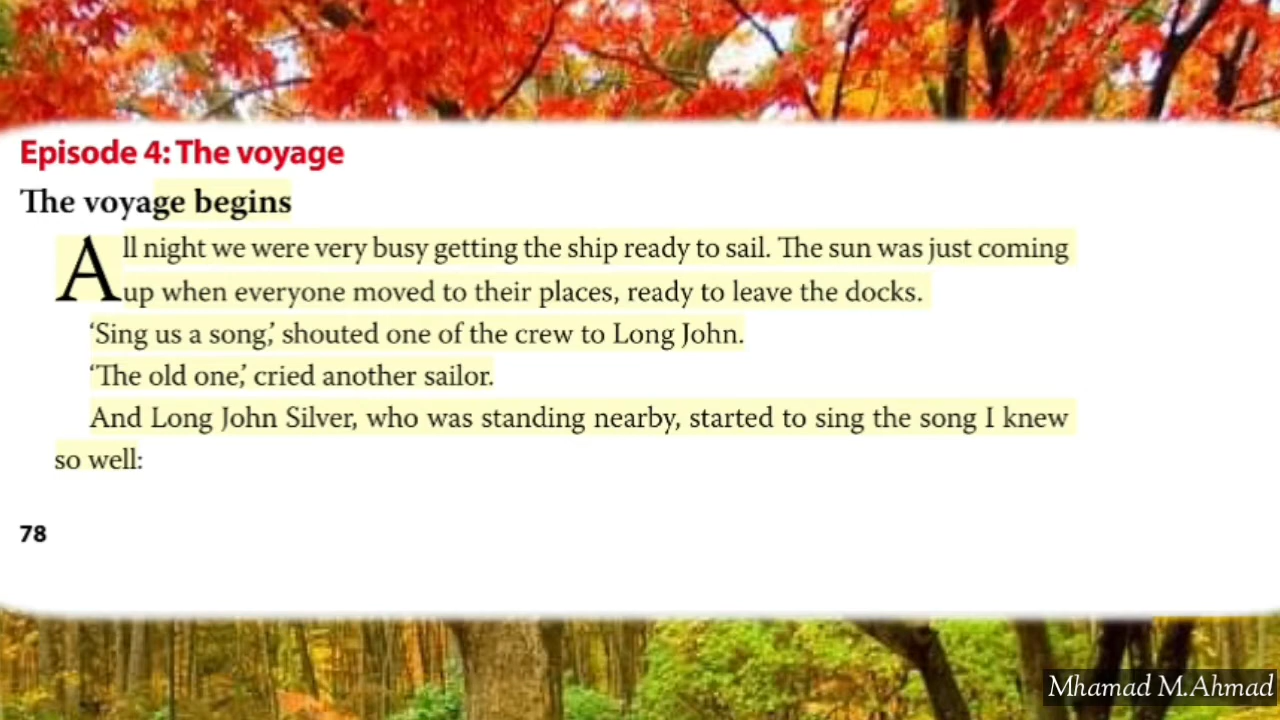 Episode 4: The voyage
The voyage begins
All night we were very busy getting the ship ready to sail. The sun was just coming
up when everyone moved to their places, ready to leave the docks.
‘Sing us a song,’ shouted one of the crew to Long John.
‘The old one,’ cried another sailor.
And Long John Silver, who was standing nearby, started to sing the song I knew
so well:
78
Mhamad M.Ahmad